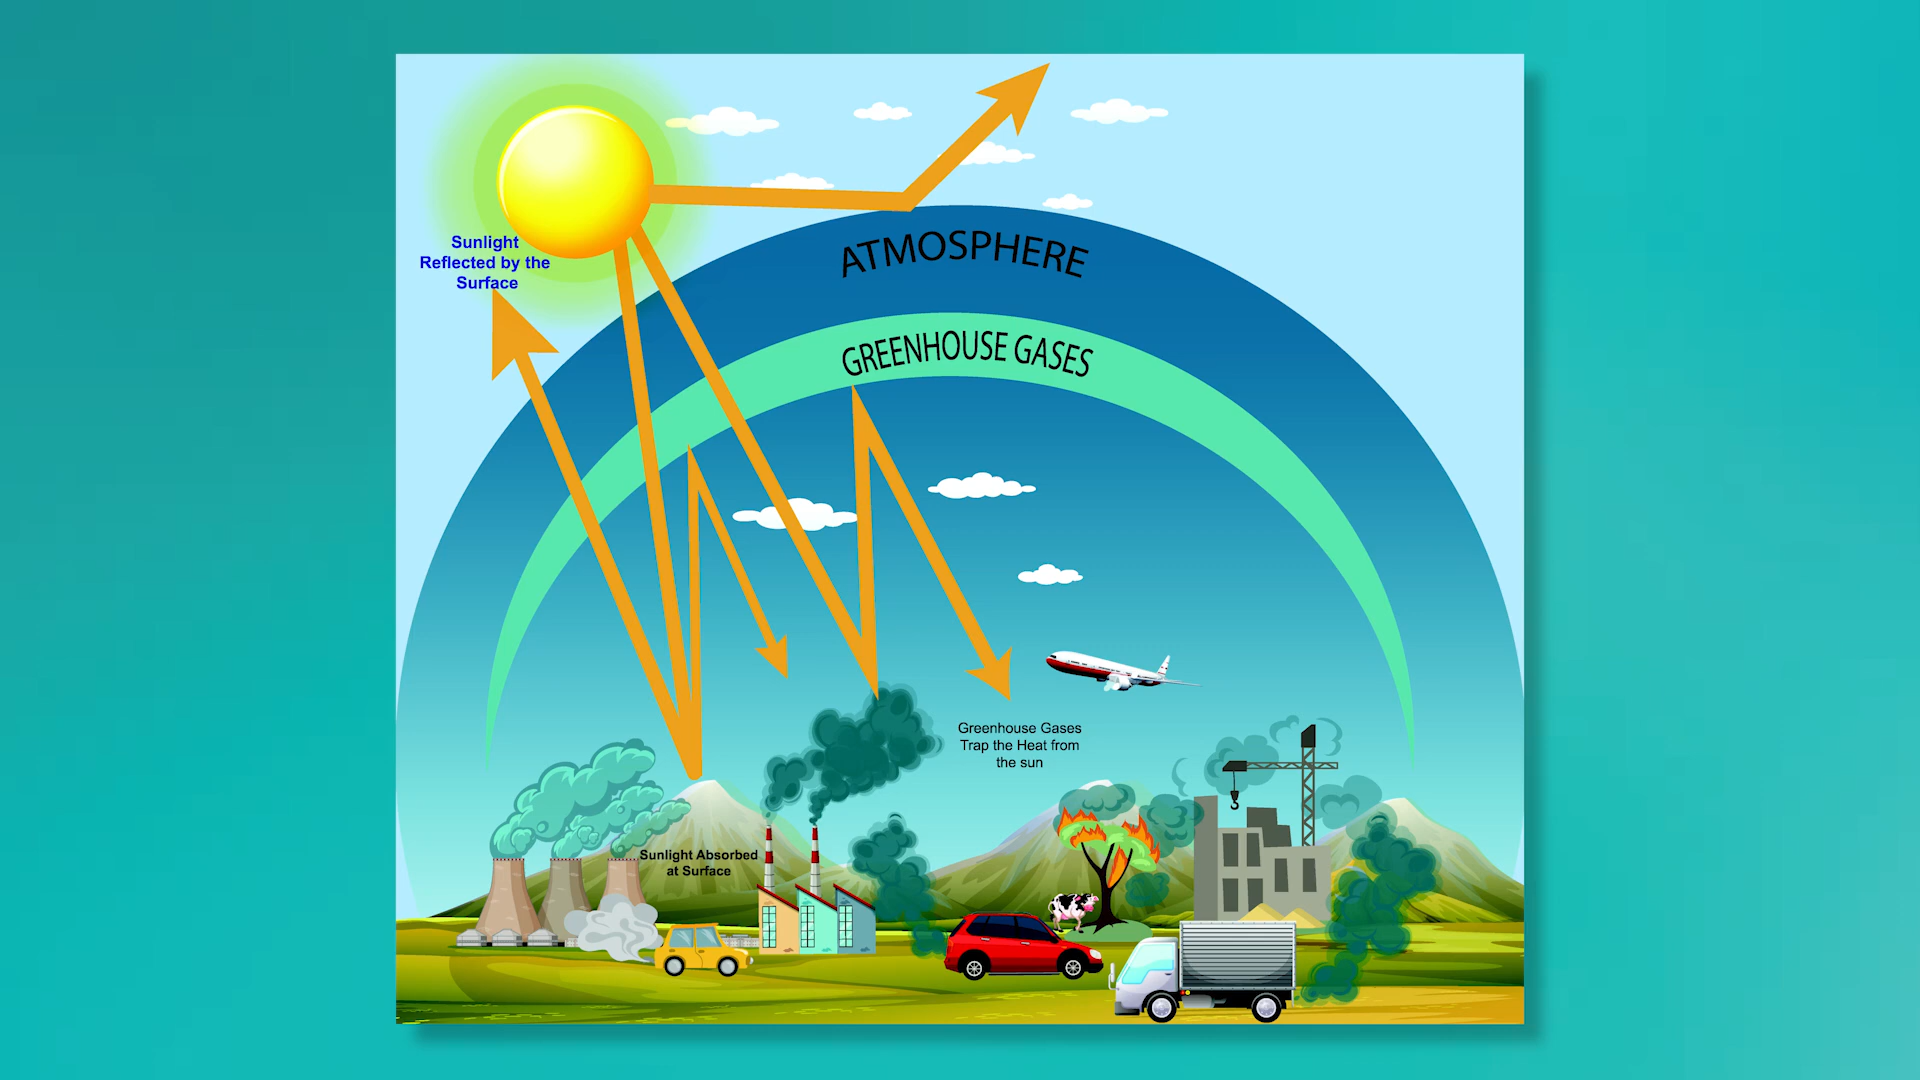 Sunlight
Reflected by the
Surface
ATMOSPHERE
GREENHOUSE GASES
Greenhouse Gases
Trap the Heat from
the sun
Sunlight Absorbed
at Surface